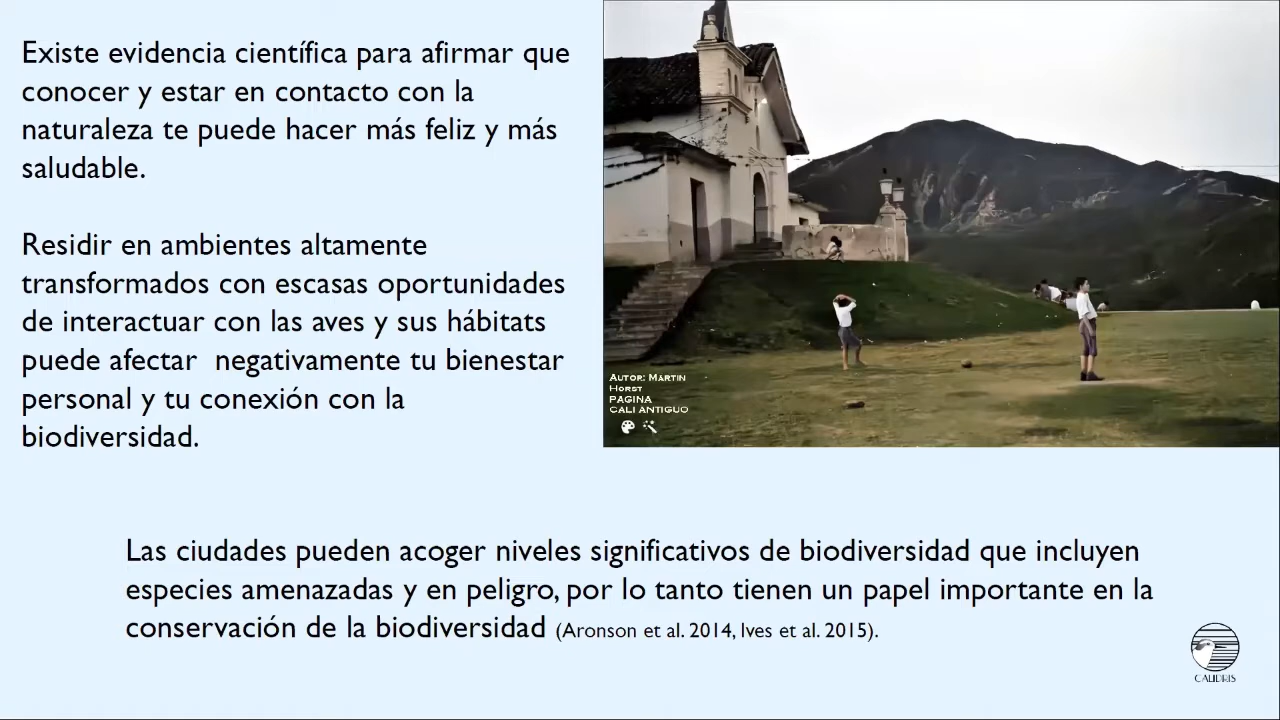 Existe evidencia científica para afirmar que
conocer y estar en contacto con la
naturaleza te puede hacer más feliz y más
saludable.
Residir en ambientes altamente
transformados con escasas oportunidades
de interactuar con las aves y sus hábitats
puede afectar  negativamente tu bienestar
personal y tu conexión con la
biodiversidad.
AUTOR: MARTIN
HORST
PAGINA
CALI ANTIGUO
Las ciudades pueden acoger niveles significativos de biodiversidad que incluyen
especies amenazadas y en peligro, por lo tanto tienen un papel importante en la
conservación de la biodiversidad (Aronson et al. 2014, Ives et al. 2015).
CALIDRIS